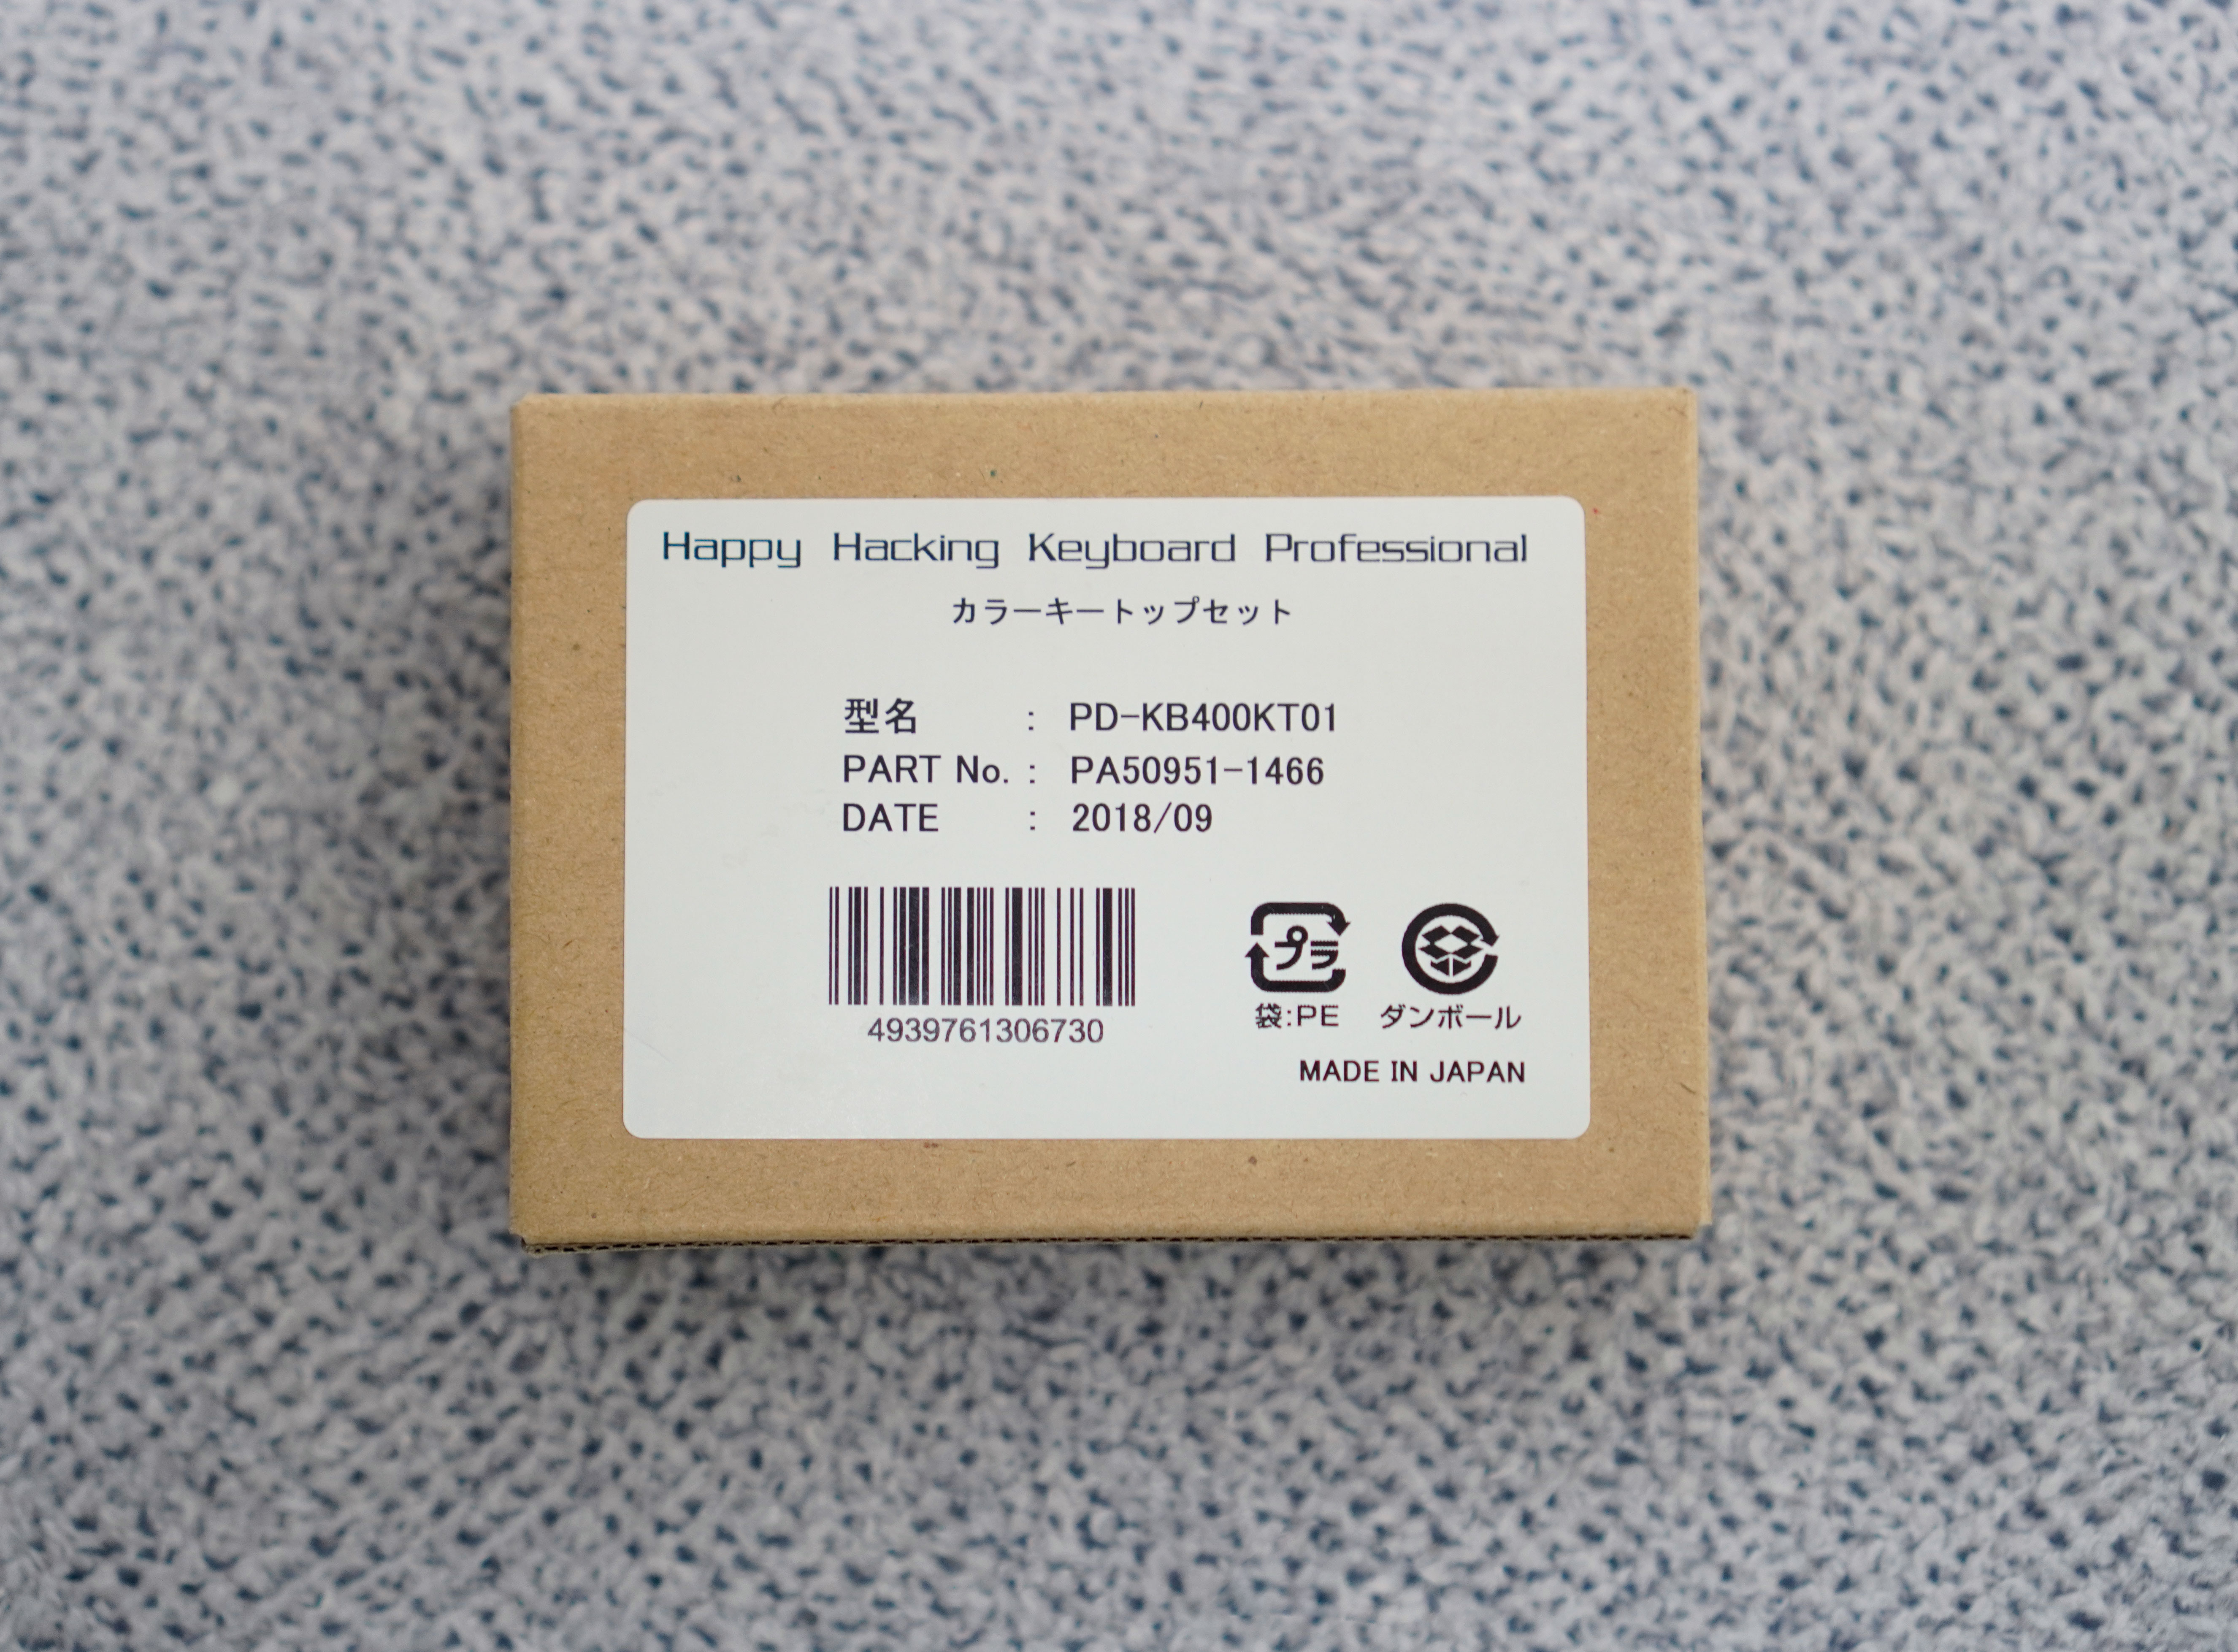 Happy Hacking Keyboard Professional
カラーキートップセット
型名 : PD-KB400KT01
PART No. : PA50951-1466
DATE : 2018/09
4939761306730
プラ
袋:PE ダンボール
MADE IN JAPAN